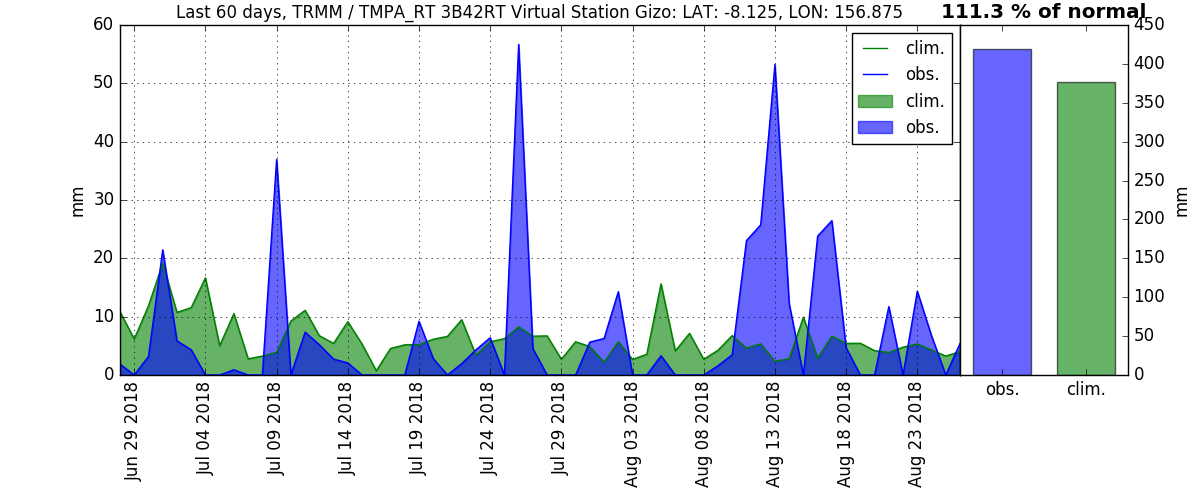 Last 60 days, TRMM / TMPA_RT 3B42RT Virtual Station Gizo: LAT: -8.125, LON: 156.875
111.3 % of normal
60
50
40
30
20
10
0
mm
clim.
obs.
clim.
obs.
Jun 29 2018
Jul 04 2018
Jul 09 2018
Jul 14 2018
Jul 19 2018
Jul 24 2018
Jul 29 2018
Aug 03 2018
Aug 08 2018
Aug 13 2018
Aug 18 2018
Aug 23 2018
450
400
350
300
250
200
150
100
50
0
mm
obs.
clim.